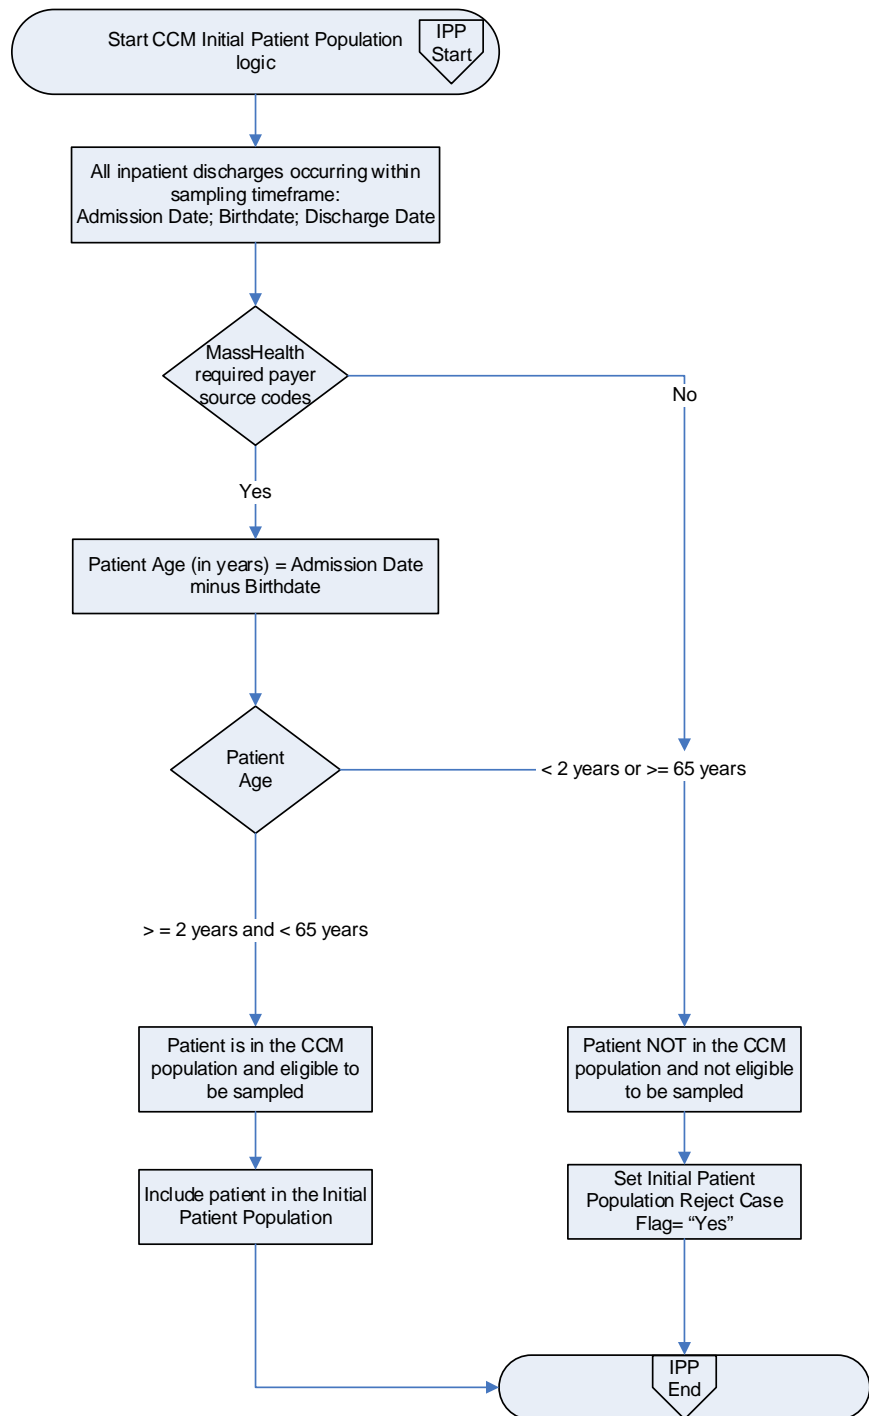 Start CCM Initial Patient Population
logic
IPP
Start
All inpatient discharges occurring within
sampling timeframe:
Admission Date; Birthdate; Discharge Date
MassHealth
required payer
source codes
No
Yes
Patient Age (in years) = Admission Date
minus Birthdate
Patient
Age
< 2 years or >= 65 years
> = 2 years and < 65 years
Patient is in the CCM
population and eligible to
be sampled
Patient NOT in the CCM
population and not eligible
to be sampled
Include patient in the Initial
Patient Population
Set Initial Patient
Population Reject Case
Flag= “Yes”
IPP
End